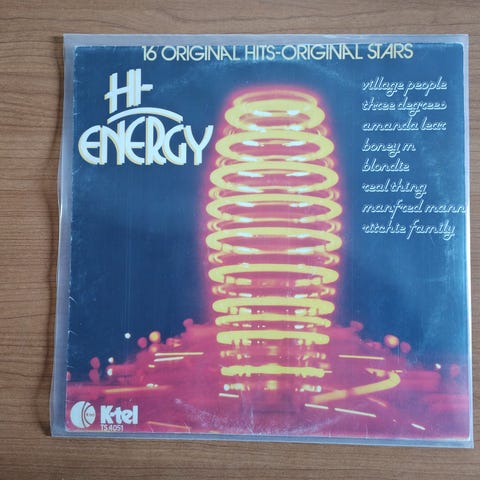 16 ORIGINAL HITS-ORIGINAL STARS
HI-
ENERGY
village people
three degrees
amanda lear
boney m
blondie
real thing
manfred mann
ritchie family
K-tel
TS 4051